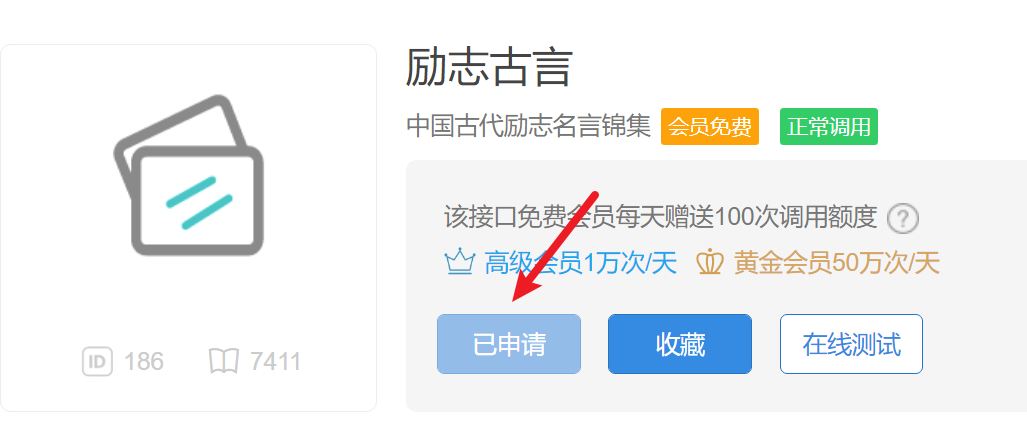 励志古言
中国古代励志名言锦集 会员免费 正常调用
该接口免费会员每天赠送100次调用额度 ?
高级会员1万次/天 黄金会员50万次/天
已申请 收藏 在线测试
ID 186 7411